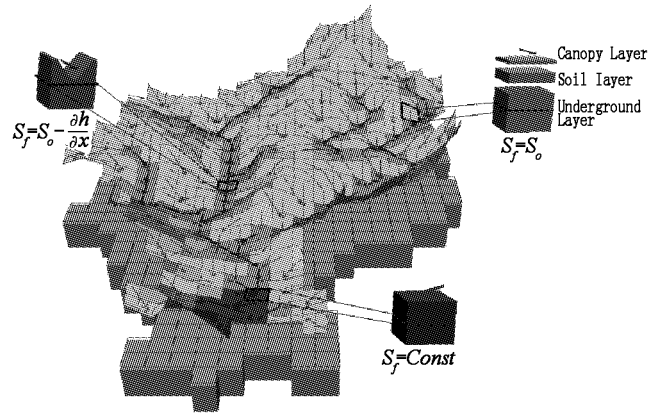 Canopy Layer
Soil layer
Underground
Layer
S_f=S_o
S_f=S_o-∂h/∂x
S_f=Const